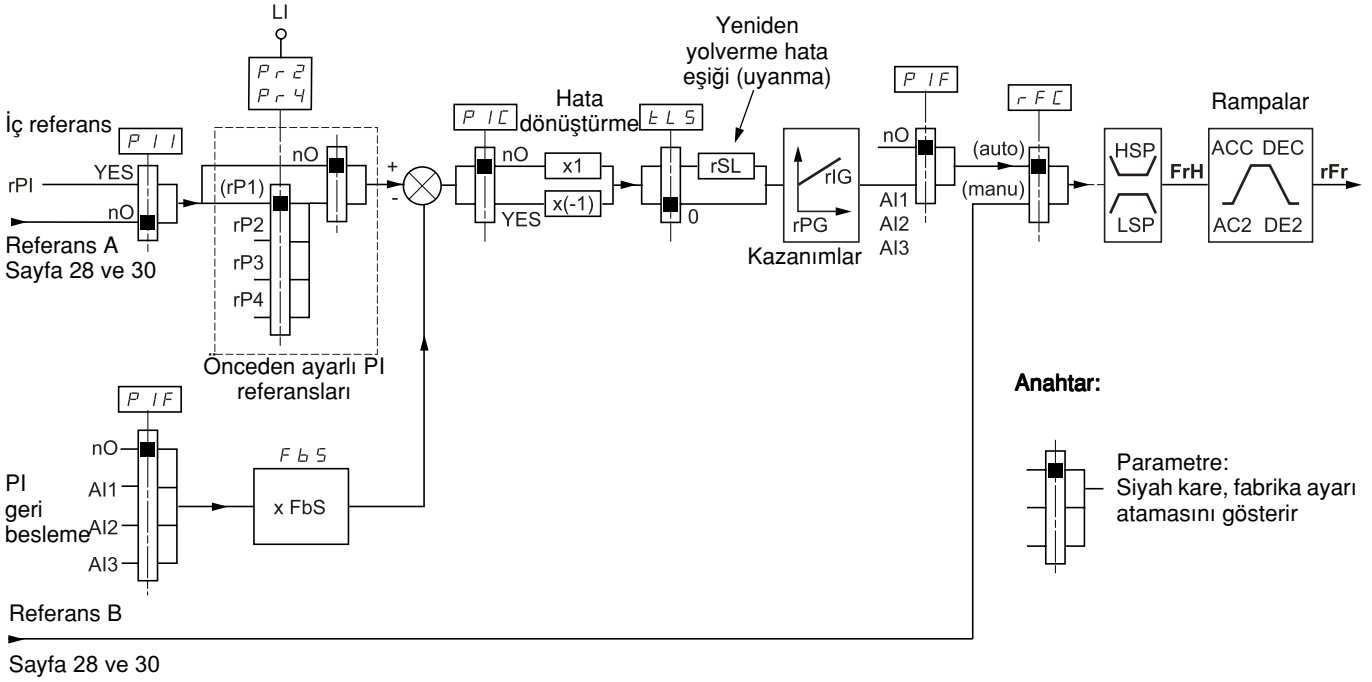 LI
Pr2
Pr4
İç referans
PII
YES
rPI
nO
Referans A
Sayfa 28 ve 30
nO
(rP1)
rP2
rP3
rP4
Önceden ayarlı PI
referansları
+
-
PIC
Hata
dönüştürme
nO
x1
YES
x(-1)
tLS
Yeniden
yolverme hata
eşiği (uyanma)
rSL
0
rIG
rPG
Kazanımlar
PIF
nO
AI1
AI2
AI3
rFC
(auto)
(manu)
HSP
LSP
FrH
Rampalar
ACC DEC
AC2 DE2
rFr
PIF
nO
PI
geri
besleme
AI1
AI2
AI3
FbS
x FbS
Anahtar:
Parametre:
Siyah kare, fabrika ayarı
atamasını gösterir
Referans B
Sayfa 28 ve 30